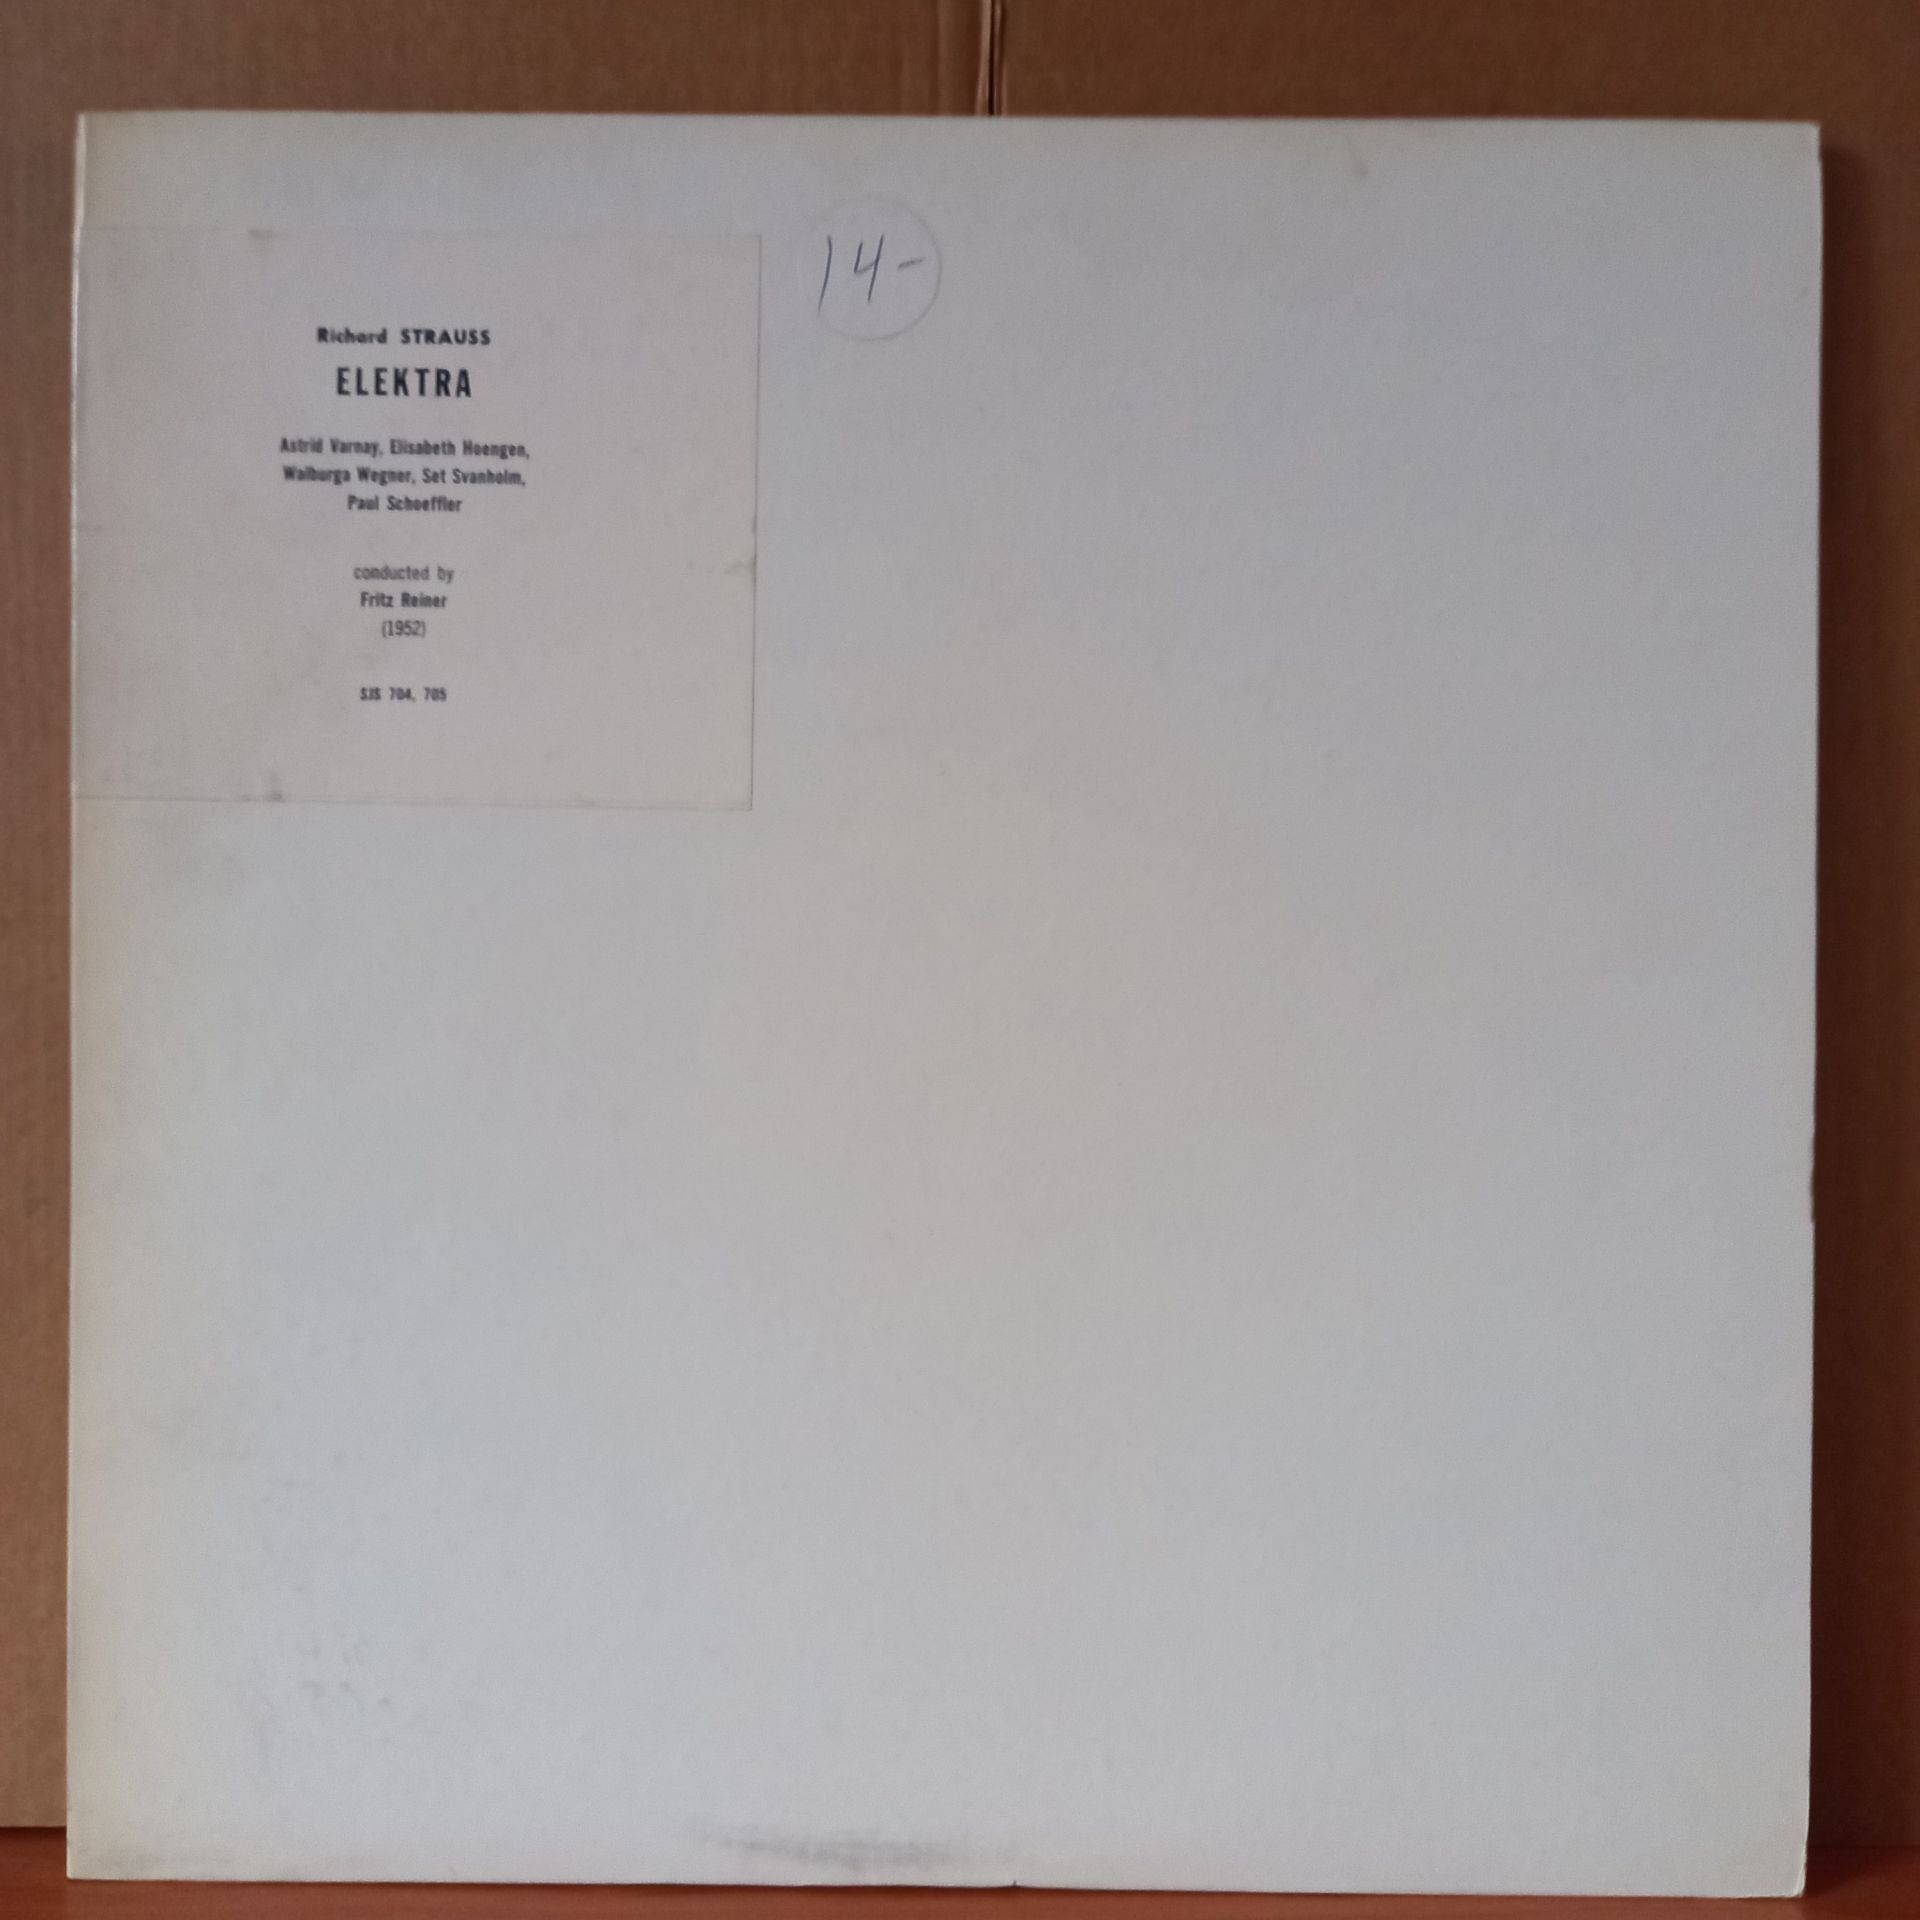 Richard STRAUSS
ELEKTRA
Astrid Varnay, Elisabeth Hoengen,
Walburga Wegner, Set Svanholm,
Paul Schoeffler
conducted by
Fritz Reiner
(1952)
SJS 704, 705
14-